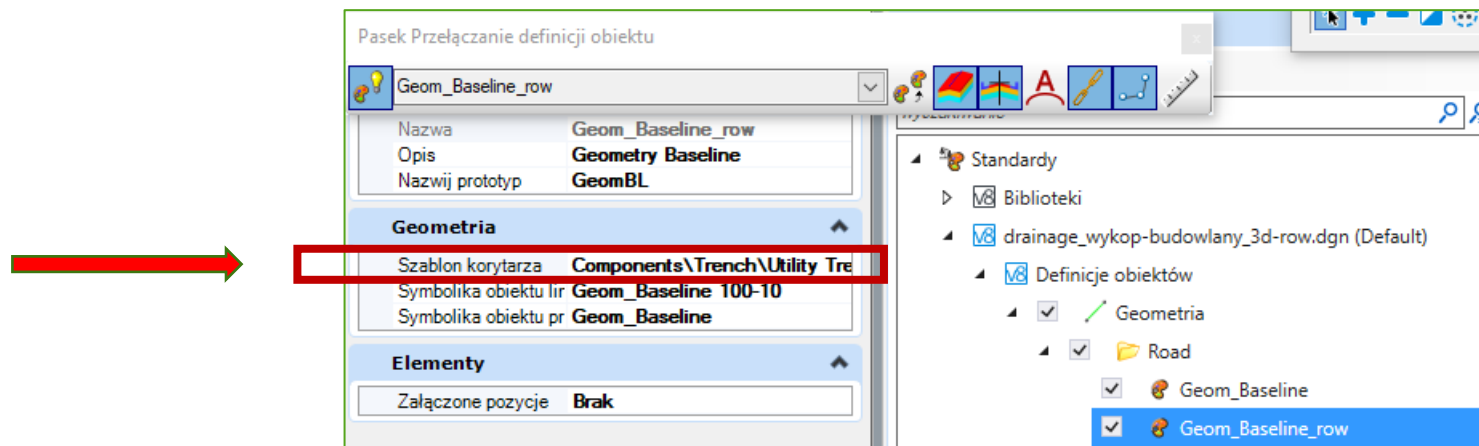 Pasek Przełączanie definicji obiektu
Geom_Baseline_row
Nazwa Geom_Baseline_row
Opis Geometry Baseline
Nazwij prototyp GeomBL
Geometria
Szablon korytarza Components\Trench\Utility Tre
Symbolika obiektu lir Geom_Baseline 100-10
Symbolika obiektu pr Geom_Baseline
Elementy
Załączone pozycje Brak
Standardy
Biblioteki
drainage_wykop-budowlany_3d-row.dgn (Default)
Definicje obiektów
Geometria
Road
Geom_Baseline
Geom_Baseline_row